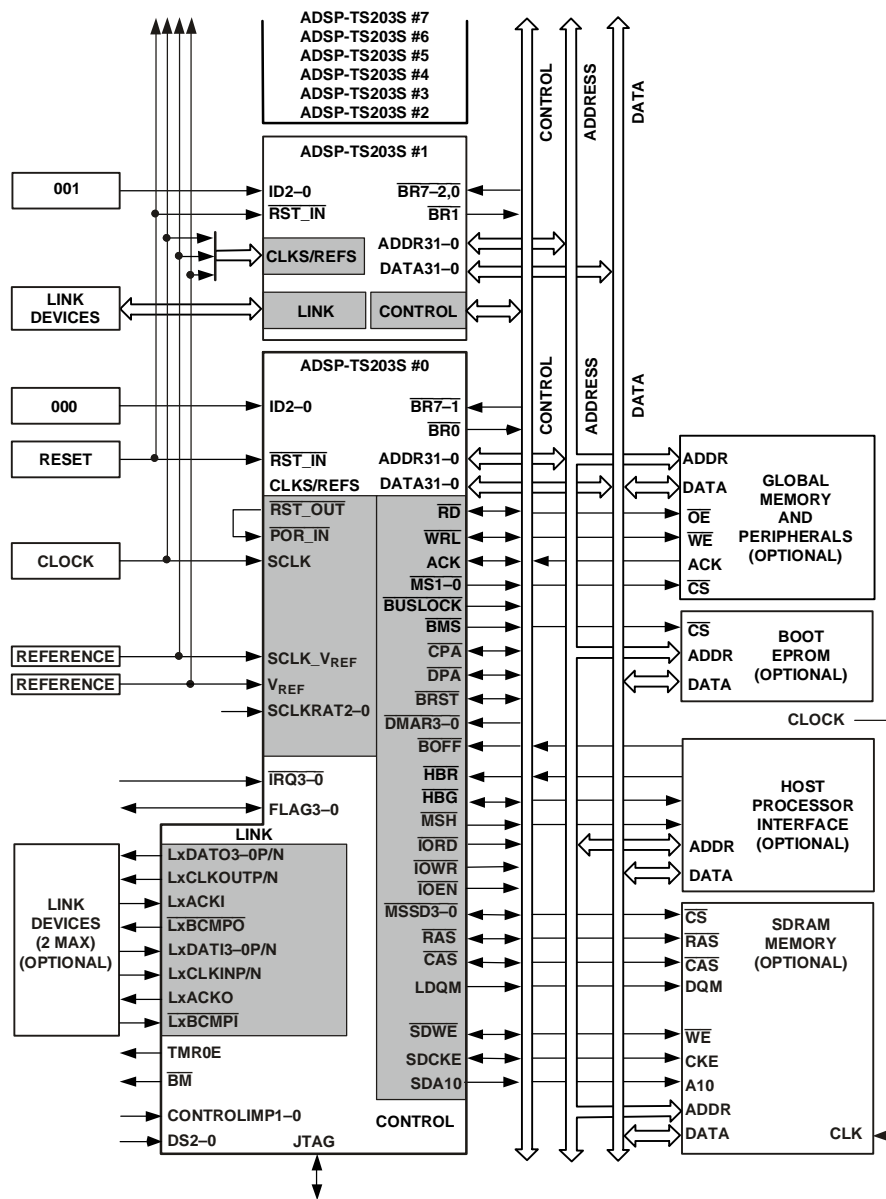 ADSP-TS203S #7
ADSP-TS203S #6
ADSP-TS203S #5
ADSP-TS203S #4
ADSP-TS203S #3
ADSP-TS203S #2
CONTROL
ADDRESS
DATA
ADSP-TS203S #1
001
ID2–0
BR7–2,0
RST_IN
BR1
ADDR31–0
CLKS/REFS
DATA31–0
LINK
DEVICES
LINK
CONTROL
ADSP-TS203S #0
CONTROL
ADDRESS
DATA
000
ID2–0
BR7–1
BR0
RESET
RST_IN
ADDR31–0
CLKS/REFS
DATA31–0
RST_OUT
RD
POR_IN
WRL
CLOCK
SCLK
ACK
MS1–0
BUSLOCK
BMS
REFERENCE
SCLK_VREF
CPA
REFERENCE
VREF
DPA
BRST
SCLKRAT2–0
DMAR3–0
BOFF
IRQ3–0
HBR
FLAG3–0
HBG
MSH
IORD
IOWR
IOEN
MSSD3–0
RAS
CAS
LDQM
SDWE
SDCKE
SDA10
CONTROL
LINK
LxDATO3–0P/N
LxCLKOUTP/N
LxACKI
LxBCMPO
LxDATI3–0P/N
LxCLKINP/N
LxACKO
LxBCMPI
LINK
DEVICES
(2 MAX)
(OPTIONAL)
TMR0E
BM
CONTROLIMP1–0
DS2–0
JTAG
ADDR
DATA
OE
WE
ACK
CS
GLOBAL
MEMORY
AND
PERIPHERALS
(OPTIONAL)
CS
ADDR
DATA
BOOT
EPROM
(OPTIONAL)
CLOCK
HOST
PROCESSOR
INTERFACE
(OPTIONAL)
ADDR
DATA
SDRAM
MEMORY
(OPTIONAL)
CS
RAS
CAS
DQM
WE
CKE
A10
ADDR
DATA
CLK